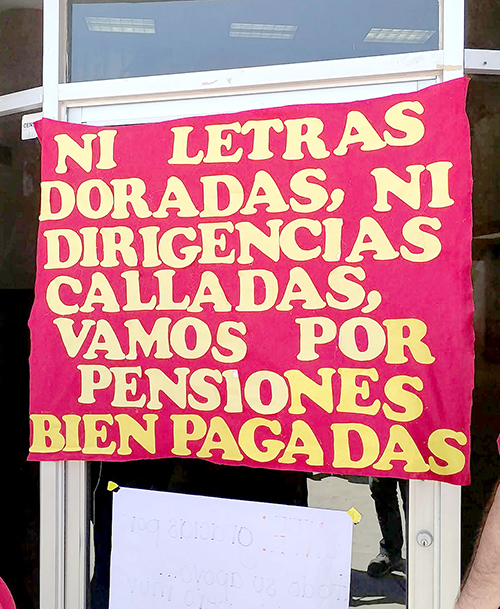 NI LETRAS
DORADAS, NI
DIRIGENCIAS
CALLADAS,
VAMOS POR
PENSIONES
BIEN PAGADAS